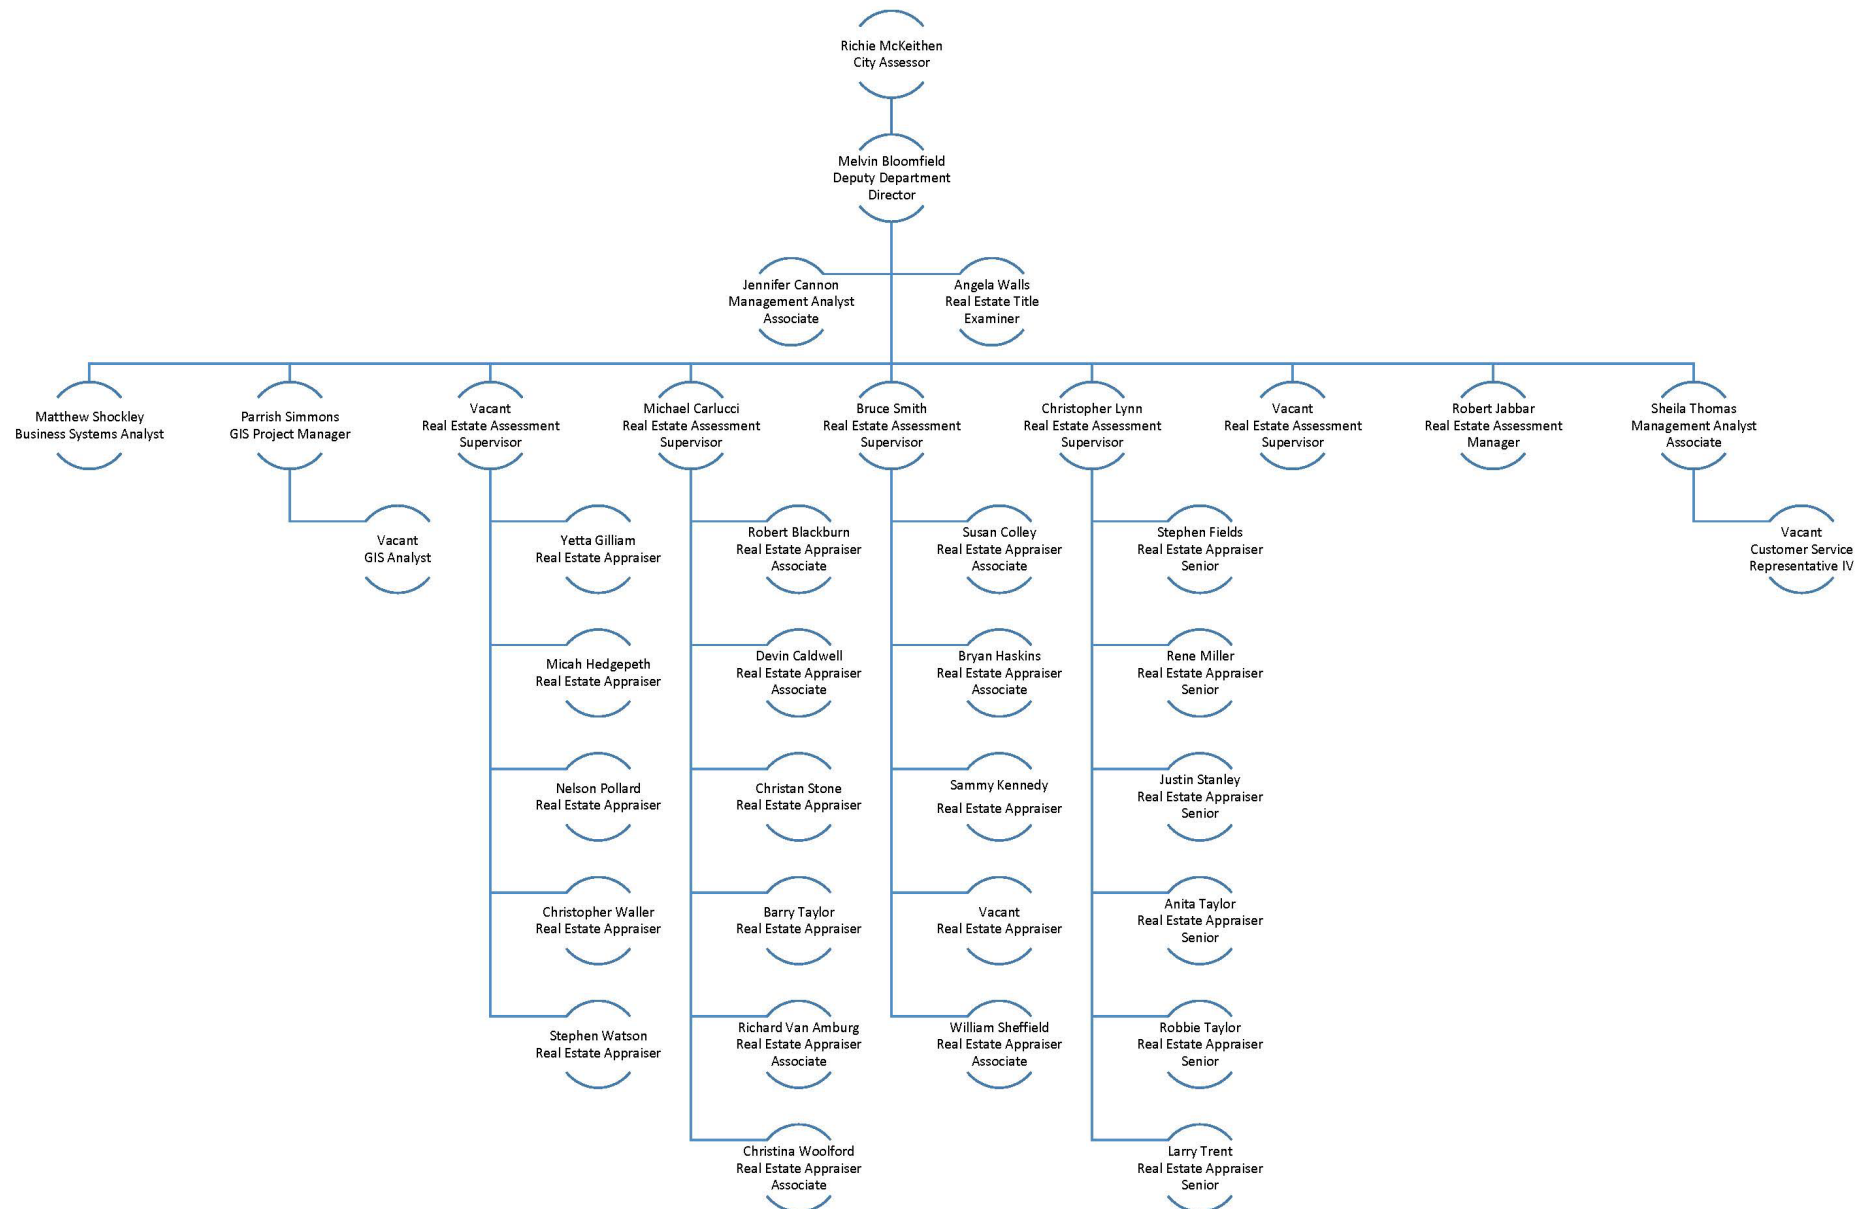 Richie McKeithen
City Assessor
Melvin Bloomfield
Deputy Department
Director
Jennifer Cannon
Management Analyst
Associate
Angela Walls
Real Estate Title
Examiner
Matthew Shockley
Business Systems Analyst
Parrish Simmons
GIS Project Manager
Vacant
Real Estate Assessment
Supervisor
Michael Carlucci
Real Estate Assessment
Supervisor
Bruce Smith
Real Estate Assessment
Supervisor
Christopher Lynn
Real Estate Assessment
Supervisor
Vacant
Real Estate Assessment
Supervisor
Robert Jabbar
Real Estate Assessment
Manager
Sheila Thomas
Management Analyst
Associate
Vacant
GIS Analyst
Yetta Gilliam
Real Estate Appraiser
Robert Blackburn
Real Estate Appraiser
Associate
Susan Colley
Real Estate Appraiser
Associate
Stephen Fields
Real Estate Appraiser
Senior
Vacant
Customer Service
Representative IV
Micah Hedgepeth
Real Estate Appraiser
Devin Caldwell
Real Estate Appraiser
Associate
Bryan Haskins
Real Estate Appraiser
Associate
Rene Miller
Real Estate Appraiser
Senior
Nelson Pollard
Real Estate Appraiser
Christan Stone
Real Estate Appraiser
Sammy Kennedy
Real Estate Appraiser
Justin Stanley
Real Estate Appraiser
Senior
Christopher Waller
Real Estate Appraiser
Barry Taylor
Real Estate Appraiser
Vacant
Real Estate Appraiser
Anita Taylor
Real Estate Appraiser
Senior
Stephen Watson
Real Estate Appraiser
Richard Van Amburg
Real Estate Appraiser
Associate
William Sheffield
Real Estate Appraiser
Associate
Robbie Taylor
Real Estate Appraiser
Senior
Christina Woolford
Real Estate Appraiser
Associate
Larry Trent
Real Estate Appraiser
Senior